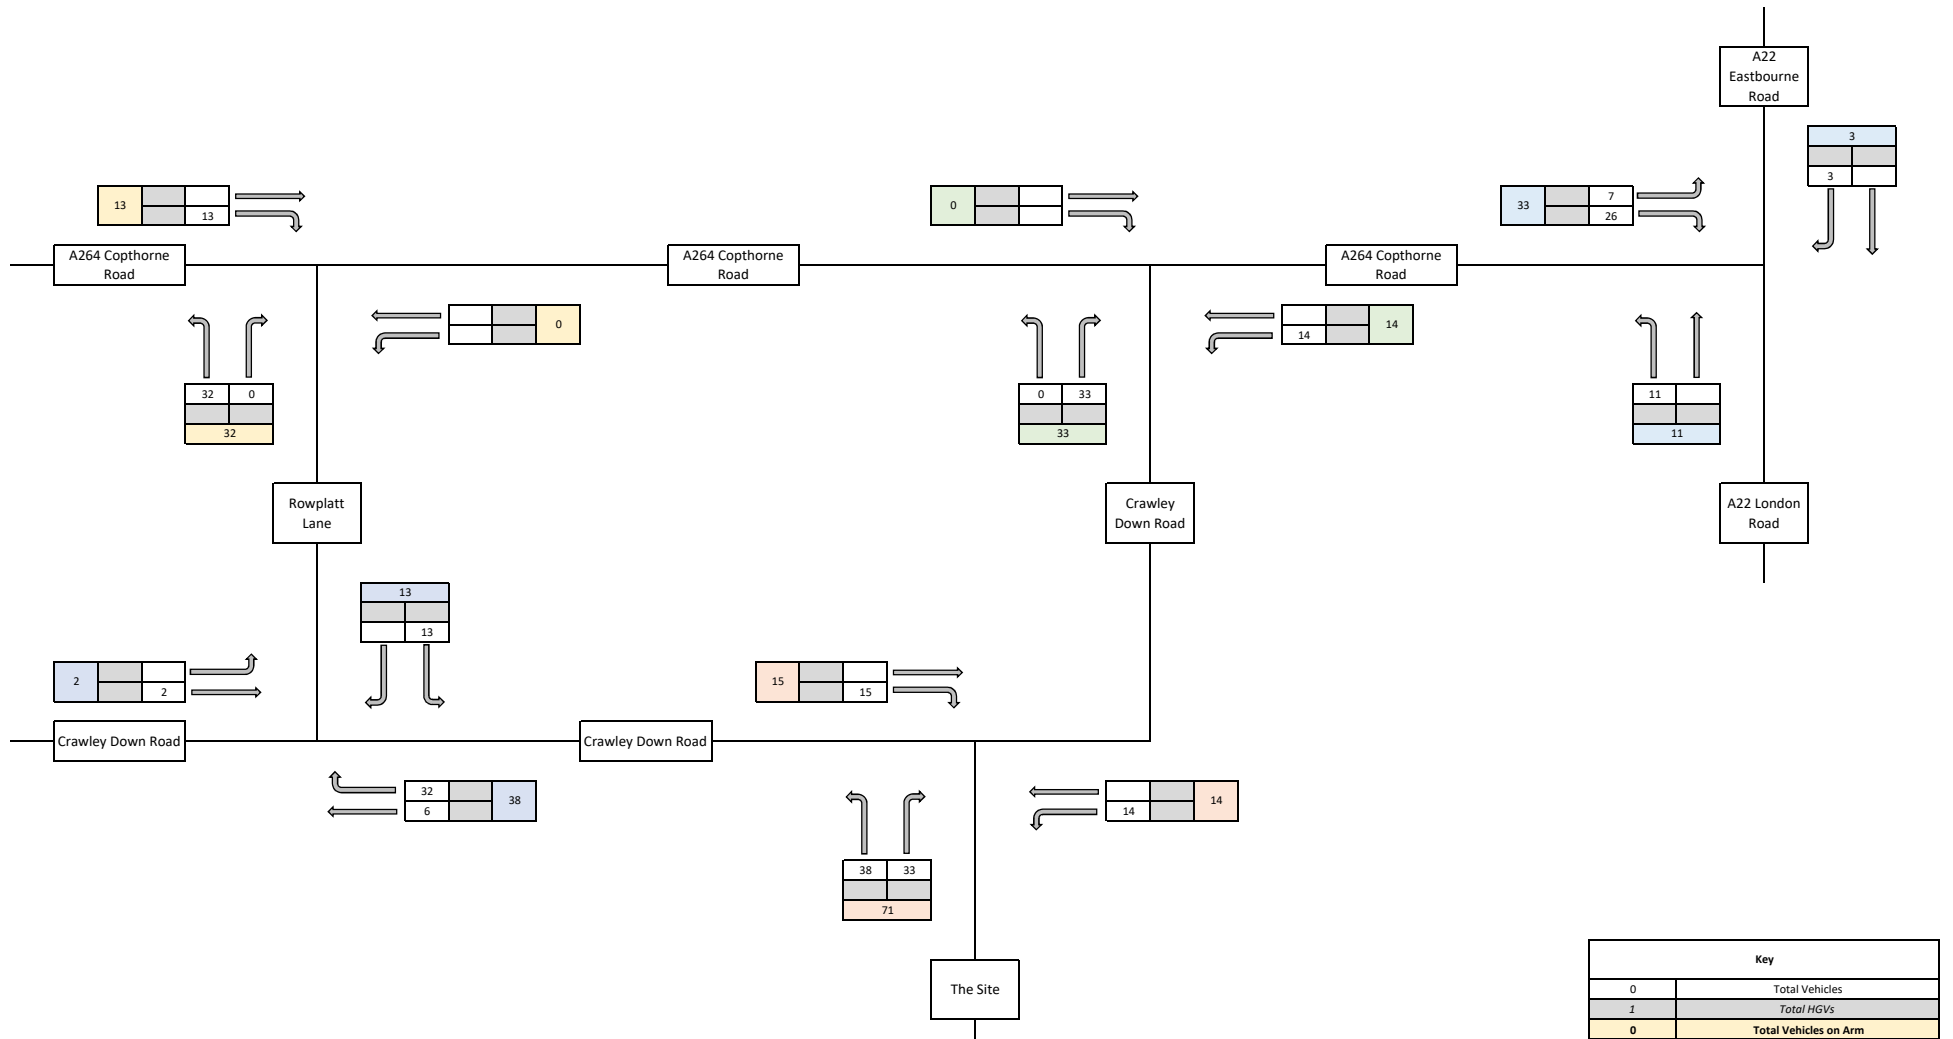 A22
Eastbourne
Road
3
3
13
13
0
33
7
26
A264 Copthorne
Road
A264 Copthorne
Road
A264 Copthorne
Road
0
14
14
32 0
32
0 33
33
11
11
Rowplatt
Lane
Crawley
Down Road
A22 London
Road
13
13
2
2
15
15
Crawley Down Road
Crawley Down Road
32
6
38
14
14
38 33
71
The Site
Key
0 Total Vehicles
1 Total HGVs
0 Total Vehicles on Arm